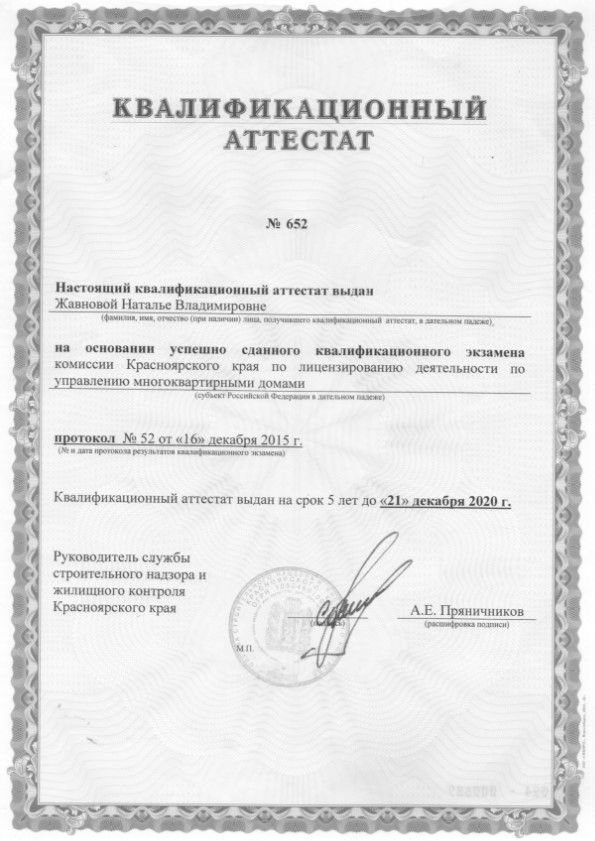 КВАЛИФИКАЦИОННЫЙ
АТТЕСТАТ
№ 652
Настоящий квалификационный аттестат выдан
Жавновой Наталье Владимировне
(фамилия, имя, отчество (при наличии) лица, получившего квалификационный аттестат, в дательном падеже)
на основании успешно сданного квалификационного экзамена
комиссии Красноярского края по лицензированию деятельности по
управлению многоквартирными домами
(субъект Российской Федерации в дательном падеже)
протокол № 52 от «16» декабря 2015 г.
(№ и дата протокола результатов квалификационного экзамена)
Квалификационный аттестат выдан на срок 5 лет до «21» декабря 2020 г.
Руководитель службы
строительного надзора и
жилищного контроля
Красноярского края
А.Е. Пряничников
(подпись)
(расшифровка подписи)
М.П.